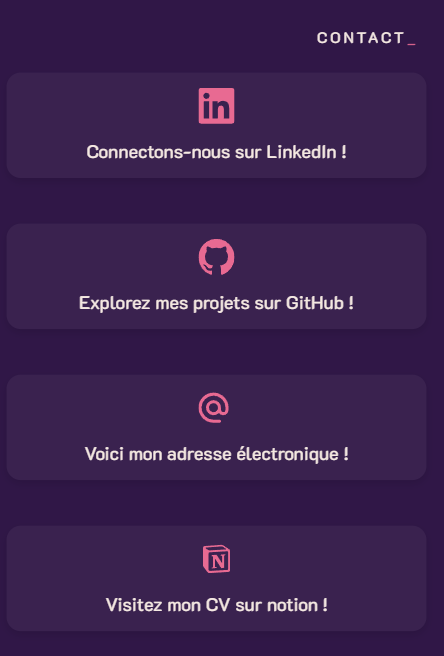 CONTACT_
in
Connectons-nous sur LinkedIn !
Explorez mes projets sur GitHub !
@
Voici mon adresse électronique !
N
Visitez mon CV sur notion !